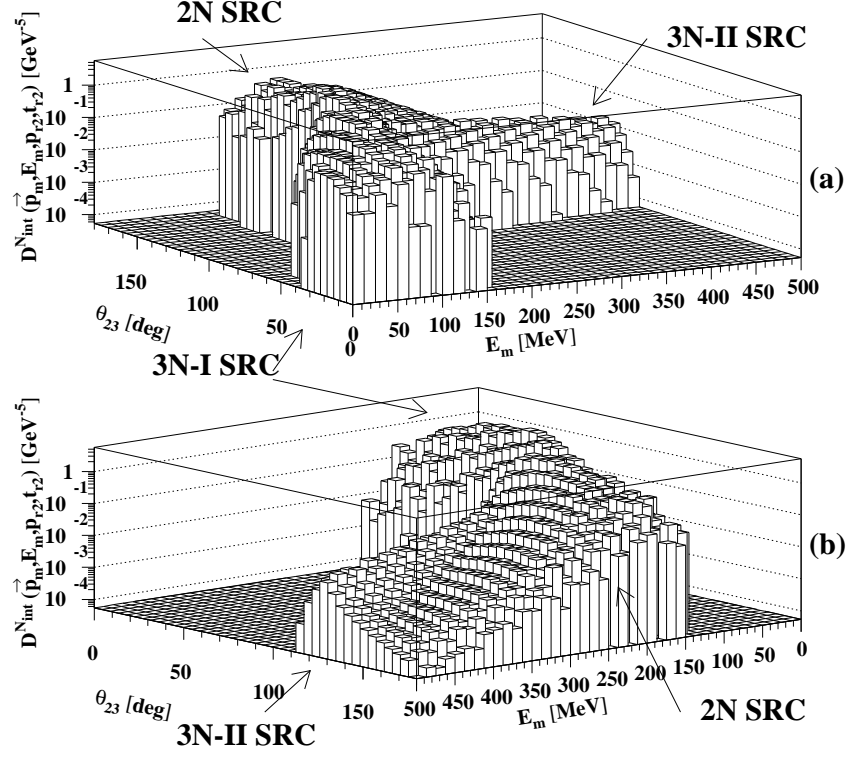 2N SRC
3N-II SRC
D^N_int (p_m,E_m,p_r2,t_r2) [GeV^-5]
1
10 -1
10 -2
10 -3
10 -4
(a)
150
100
50
0
θ_23 [deg]
0 50 100 150 200 250 300 350 400 450 500
E_m [MeV]
3N-I SRC
D^N_int (p_m,E_m,p_r2,t_r2) [GeV^-5]
1
10 -1
10 -2
10 -3
10 -4
(b)
0
50
100
150
θ_23 [deg]
500 450 400 350 300 250 200 150 100 50 0
E_m [MeV]
2N SRC
3N-II SRC